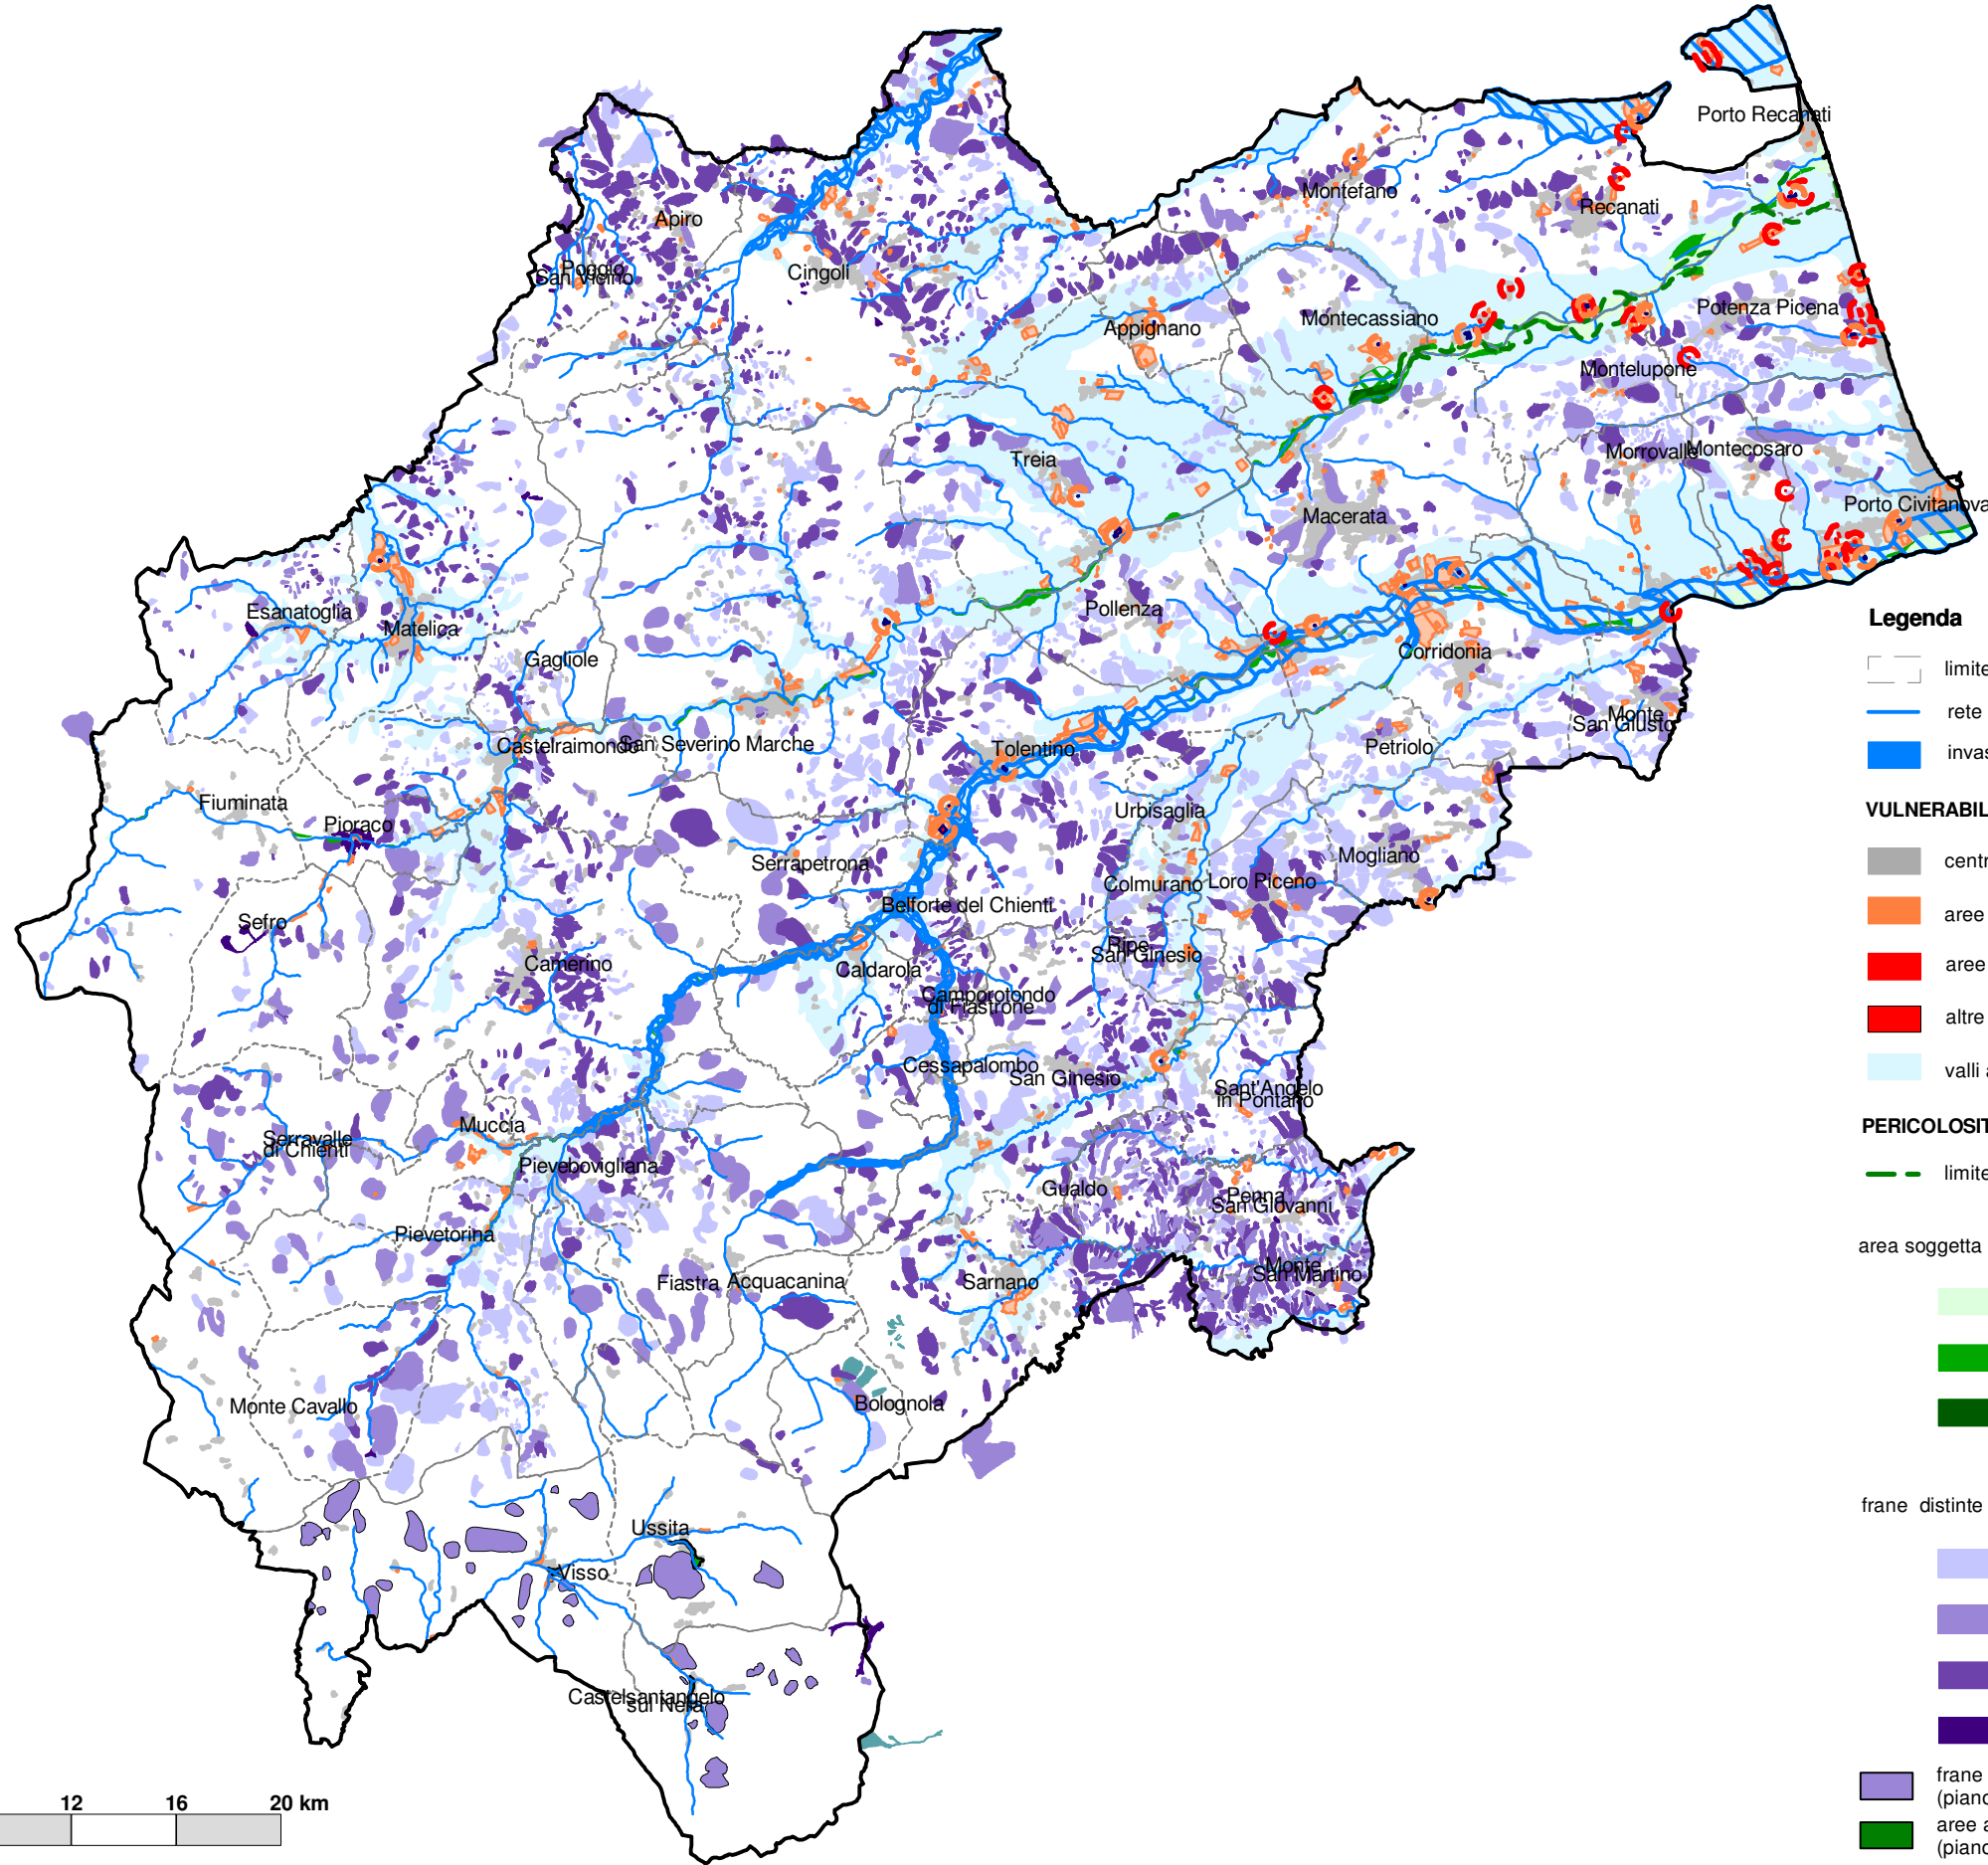 Porto Recanati
Montefano
Recanati
Apiro
Poggio
San Vicino
Cingoli
Appignano
Montecassiano
Potenza Picena
Montelupone
Treia
Morrovalle
Montecosaro
Macerata
Porto Civitanova
Esanatoglia
Matelica
Pollenza
Gagliole
Corridonia
Castelraimondo
San Severino Marche
Tolentino
Petriolo
Monte
San Giusto
Fiuminata
Pioraco
Urbisaglia
Serrapetrona
Mogliano
Colmurano
Loro Piceno
Belforte del Chienti
Sefro
Camerino
Caldarola
Ripe
San Ginesio
Camporotondo
di Fiastrone
Cessapalombo
San Ginesio
Sant'Angelo
in Pontano
Muccia
Serravalle
di Chienti
Pievebovigliana
Gualdo
Penna
San Giovanni
Pievetorina
Fiastra
Acquacanina
Sarnano
Monte
San Martino
Monte Cavallo
Bolognola
Ussita
Visso
Castelsantangelo
sul Nera
12 16 20 km
Legenda
limite
rete
invas
VULNERABIL
centr
aree
aree
altre
valli a
PERICOLOSIT
limite
area soggetta
frane distinte
frane
(piano
aree a
(piano